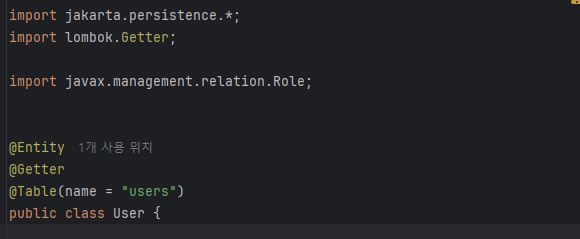 import jakarta.persistence.*;
import lombok.Getter;
import javax.management.relation.Role;
@Entity 1개 사용 위치
@Getter
@Table(name = "users")
public class User {